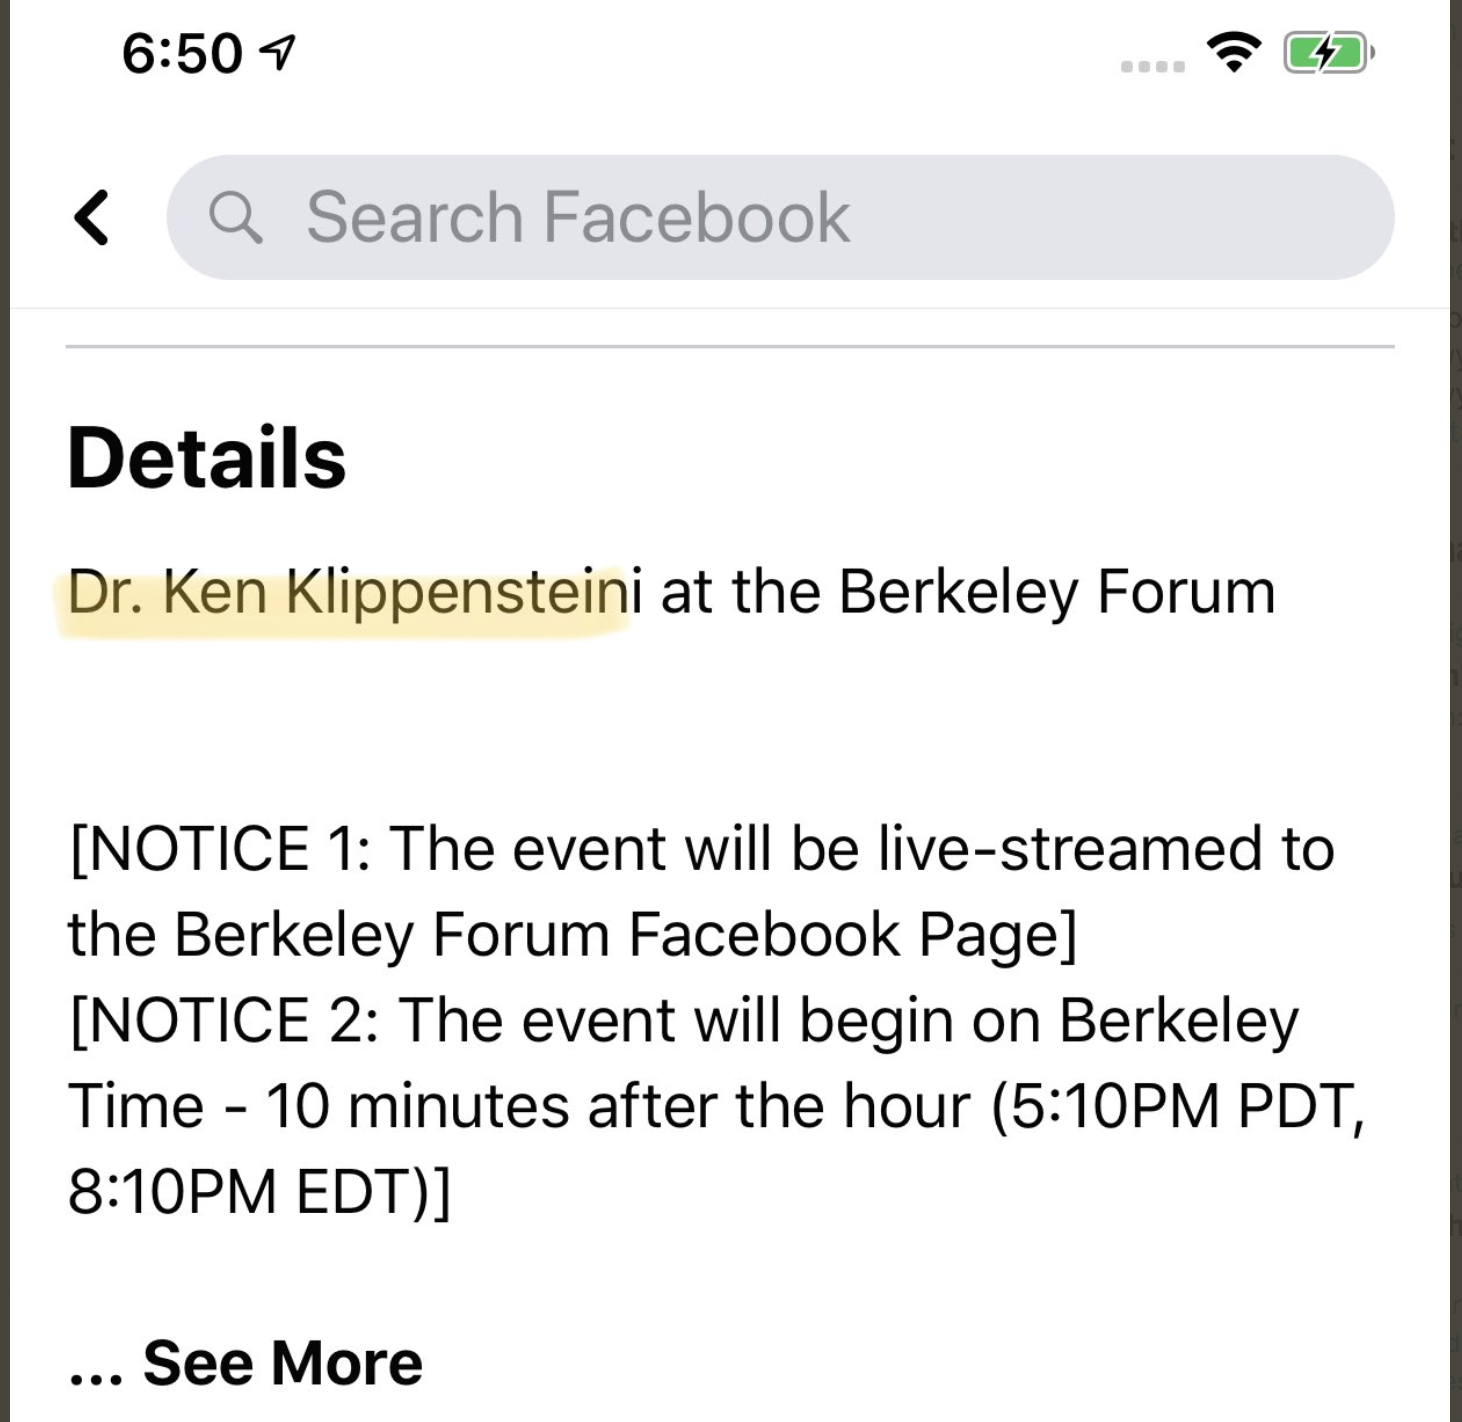 6:50
Search Facebook
Details
Dr. Ken Klippensteini at the Berkeley Forum
[NOTICE 1: The event will be live-streamed to
the Berkeley Forum Facebook Page]
[NOTICE 2: The event will begin on Berkeley
Time - 10 minutes after the hour (5:10PM PDT,
8:10PM EDT)]
... See More